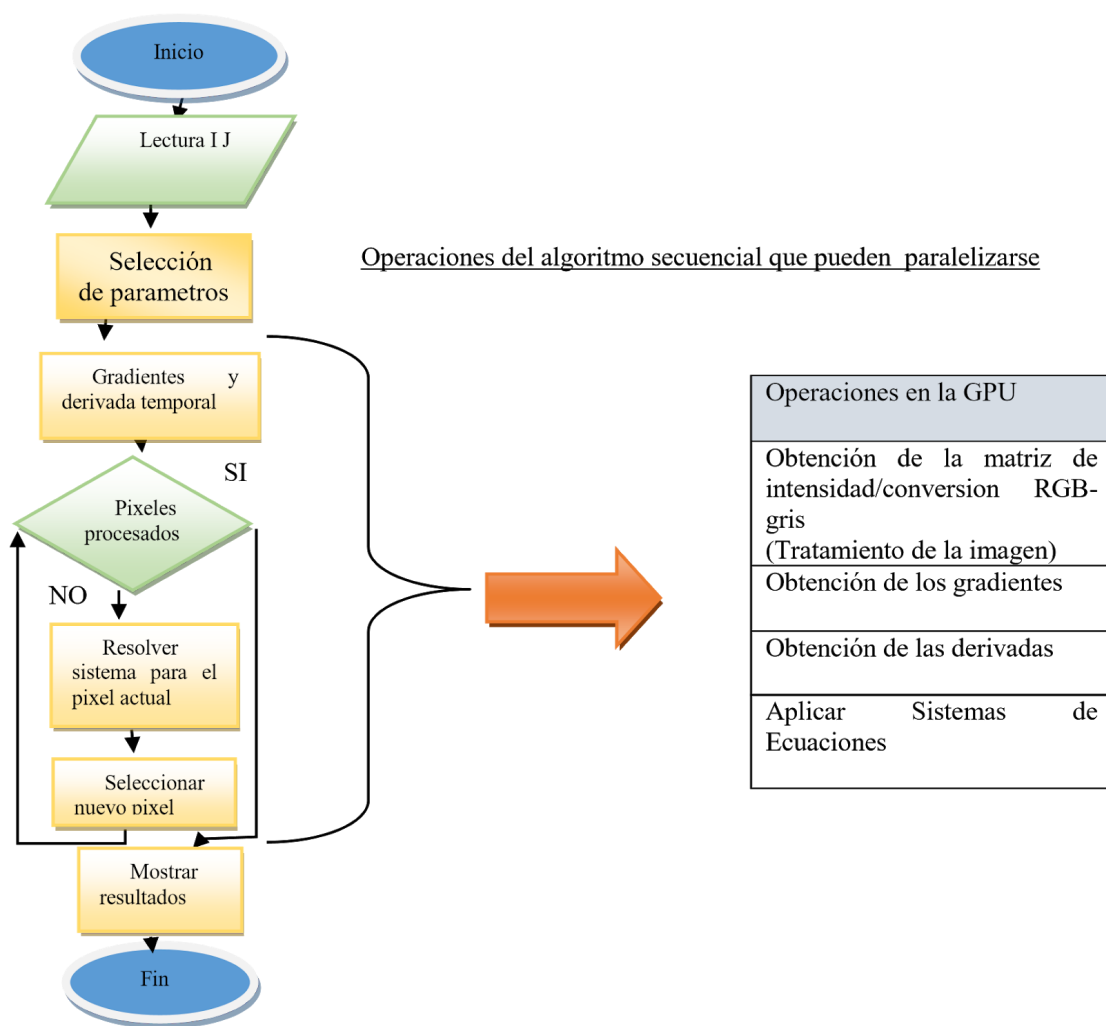 Inicio
Lectura I J
Selección
de parametros
Operaciones del algoritmo secuencial que pueden paralelizarse
Gradientes y
derivada temporal
SI
Pixeles
procesados
NO
Resolver
sistema para el
pixel actual
Seleccionar
nuevo pixel
Mostrar
resultados
Fin
Operaciones en la GPU
Obtención de la matriz de
intensidad/conversion RGB-
gris
(Tratamiento de la imagen)
Obtención de los gradientes
Obtención de las derivadas
Aplicar Sistemas de
Ecuaciones